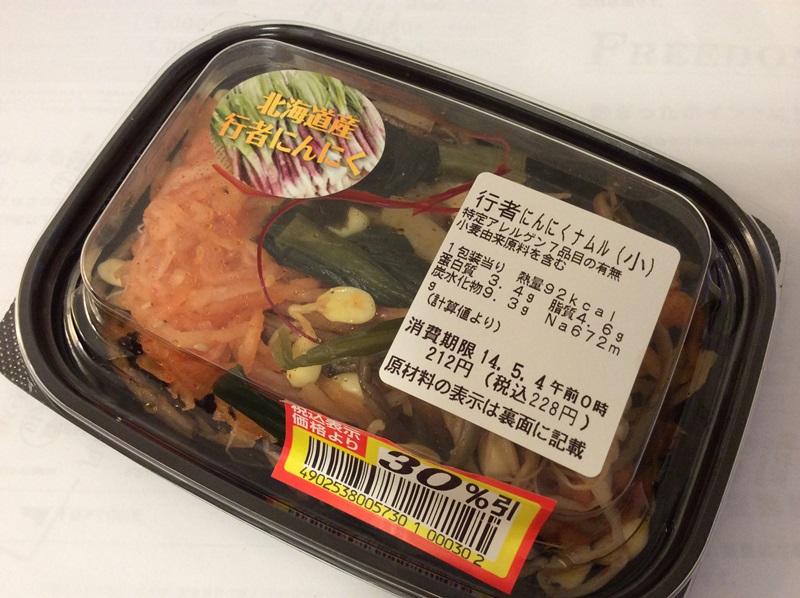 FREEDO
北海道産
行者にんにく
行者にんにくナムル(小)
特定アレルゲン7品目の有無
小麦由来原料を含む
1包装当り 熱量92kcal
蛋白質 3.4g 脂質4.6g
炭水化物9.3g Na672m
g
(計算値より)
消費期限 14.5.4午前0時
212円(税込228円)
原材料の表示は裏面に記載
税込表示
価格より
30%引
4902538005730 1 00030 2